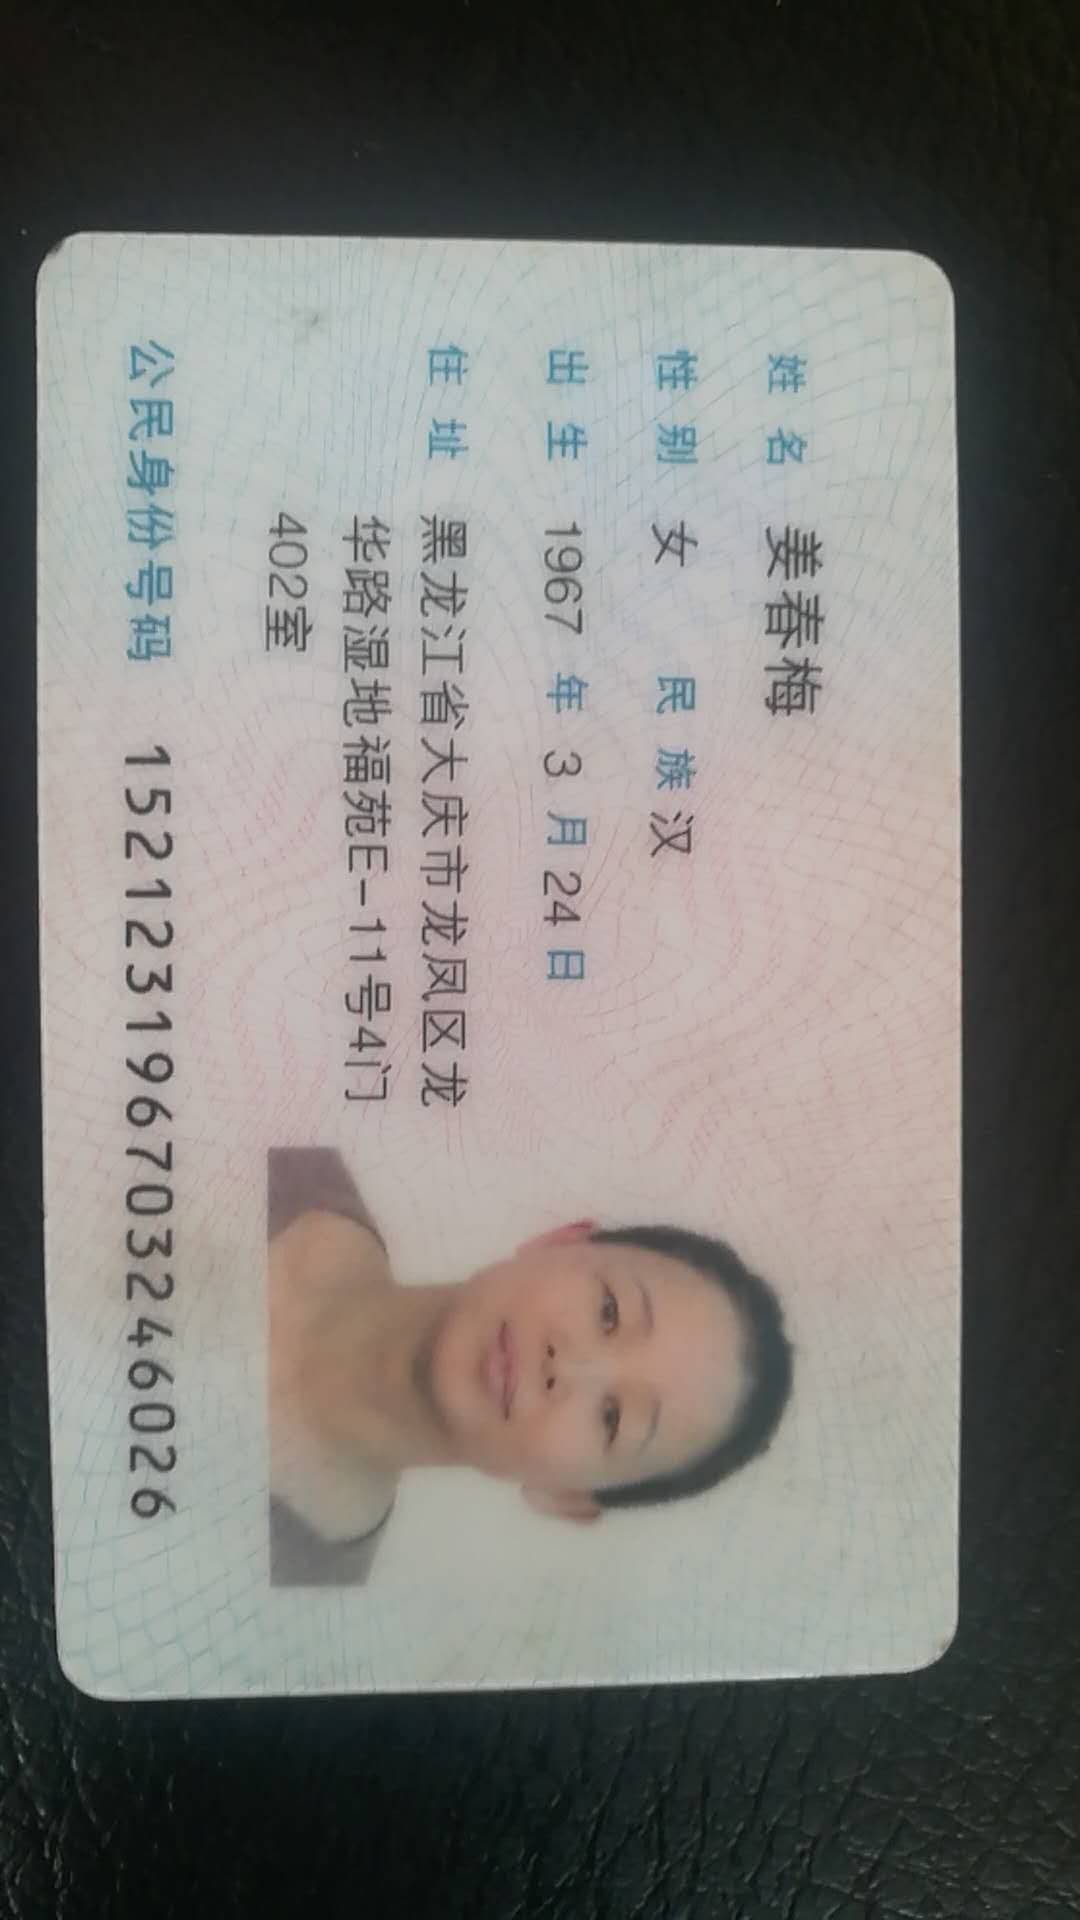 姓名 姜春梅
性别 女 民族 汉
出生 1967 年 3 月 24 日
住址 黑龙江省大庆市龙凤区龙
华路湿地福苑E-11号4门
402室
公民身份号码 152123196703246026